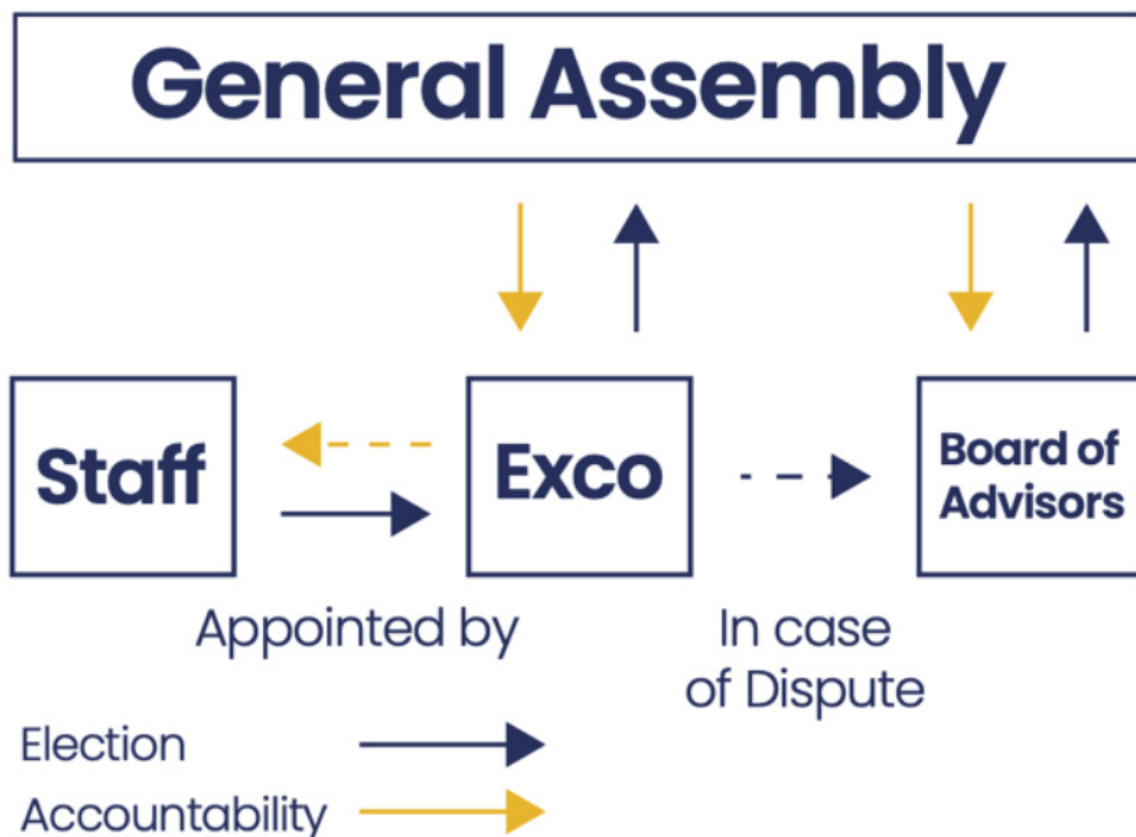 General Assembly
Staff
Exco
Board of
Advisors
Appointed by
In case
of Dispute
Election
Accountability